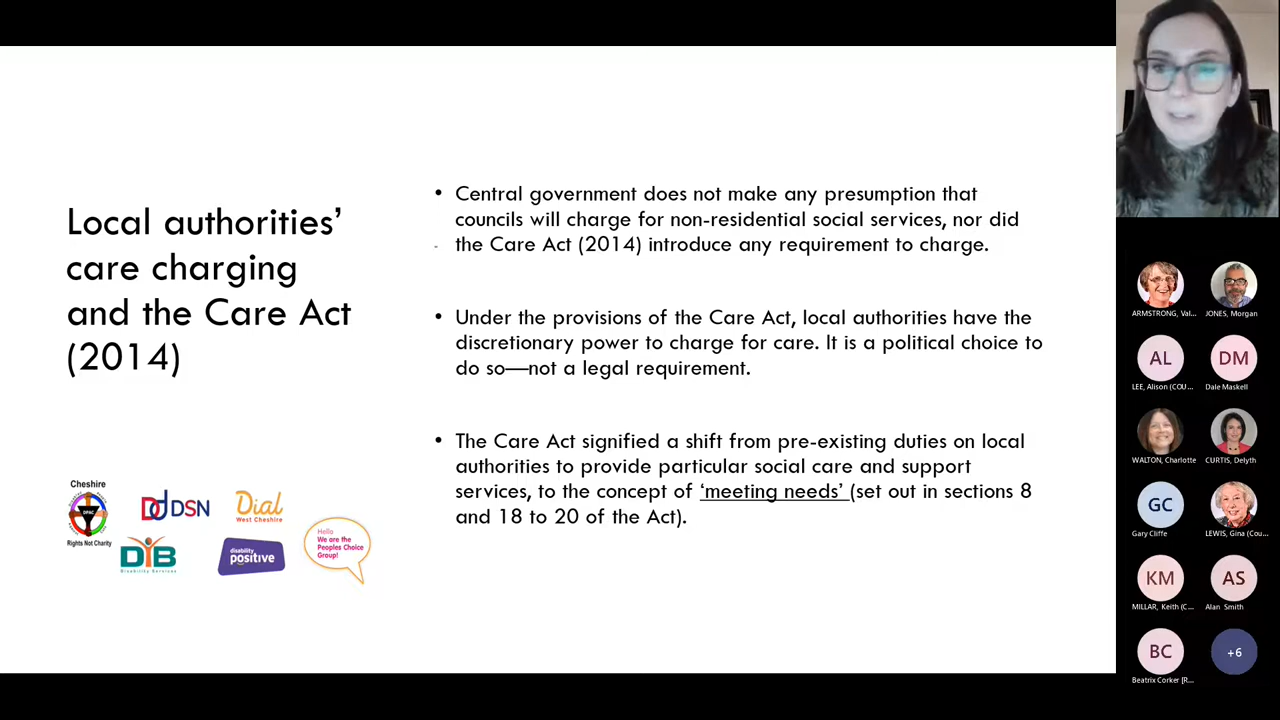 Local authorities’
care charging
and the Care Act
(2014)
• Central government does not make any presumption that
councils will charge for non-residential social services, nor did
the Care Act (2014) introduce any requirement to charge.
• Under the provisions of the Care Act, local authorities have the
discretionary power to charge for care. It is a political choice to
do so—not a legal requirement.
• The Care Act signified a shift from pre-existing duties on local
authorities to provide particular social care and support
services, to the concept of ‘meeting needs’ (set out in sections 8
and 18 to 20 of the Act).
Cheshire
DPAC
Rights Not Charity
DSN
Dial
West Cheshire
DIB
Disability Services
disability
positive
Hello
We are the
Peoples Choice
Group!
ARMSTRONG, Val...
JONES, Morgan
AL
LEE, Alison (COU...
DM
Dale Maskell
WALTON, Charlotte
CURTIS, Delyth
GC
Gary Cliffe
LEWIS, Gina (Cou...
KM
MILLAR, Keith (C...
AS
Alan Smith
BC
Beatrix Corker [R...
+6